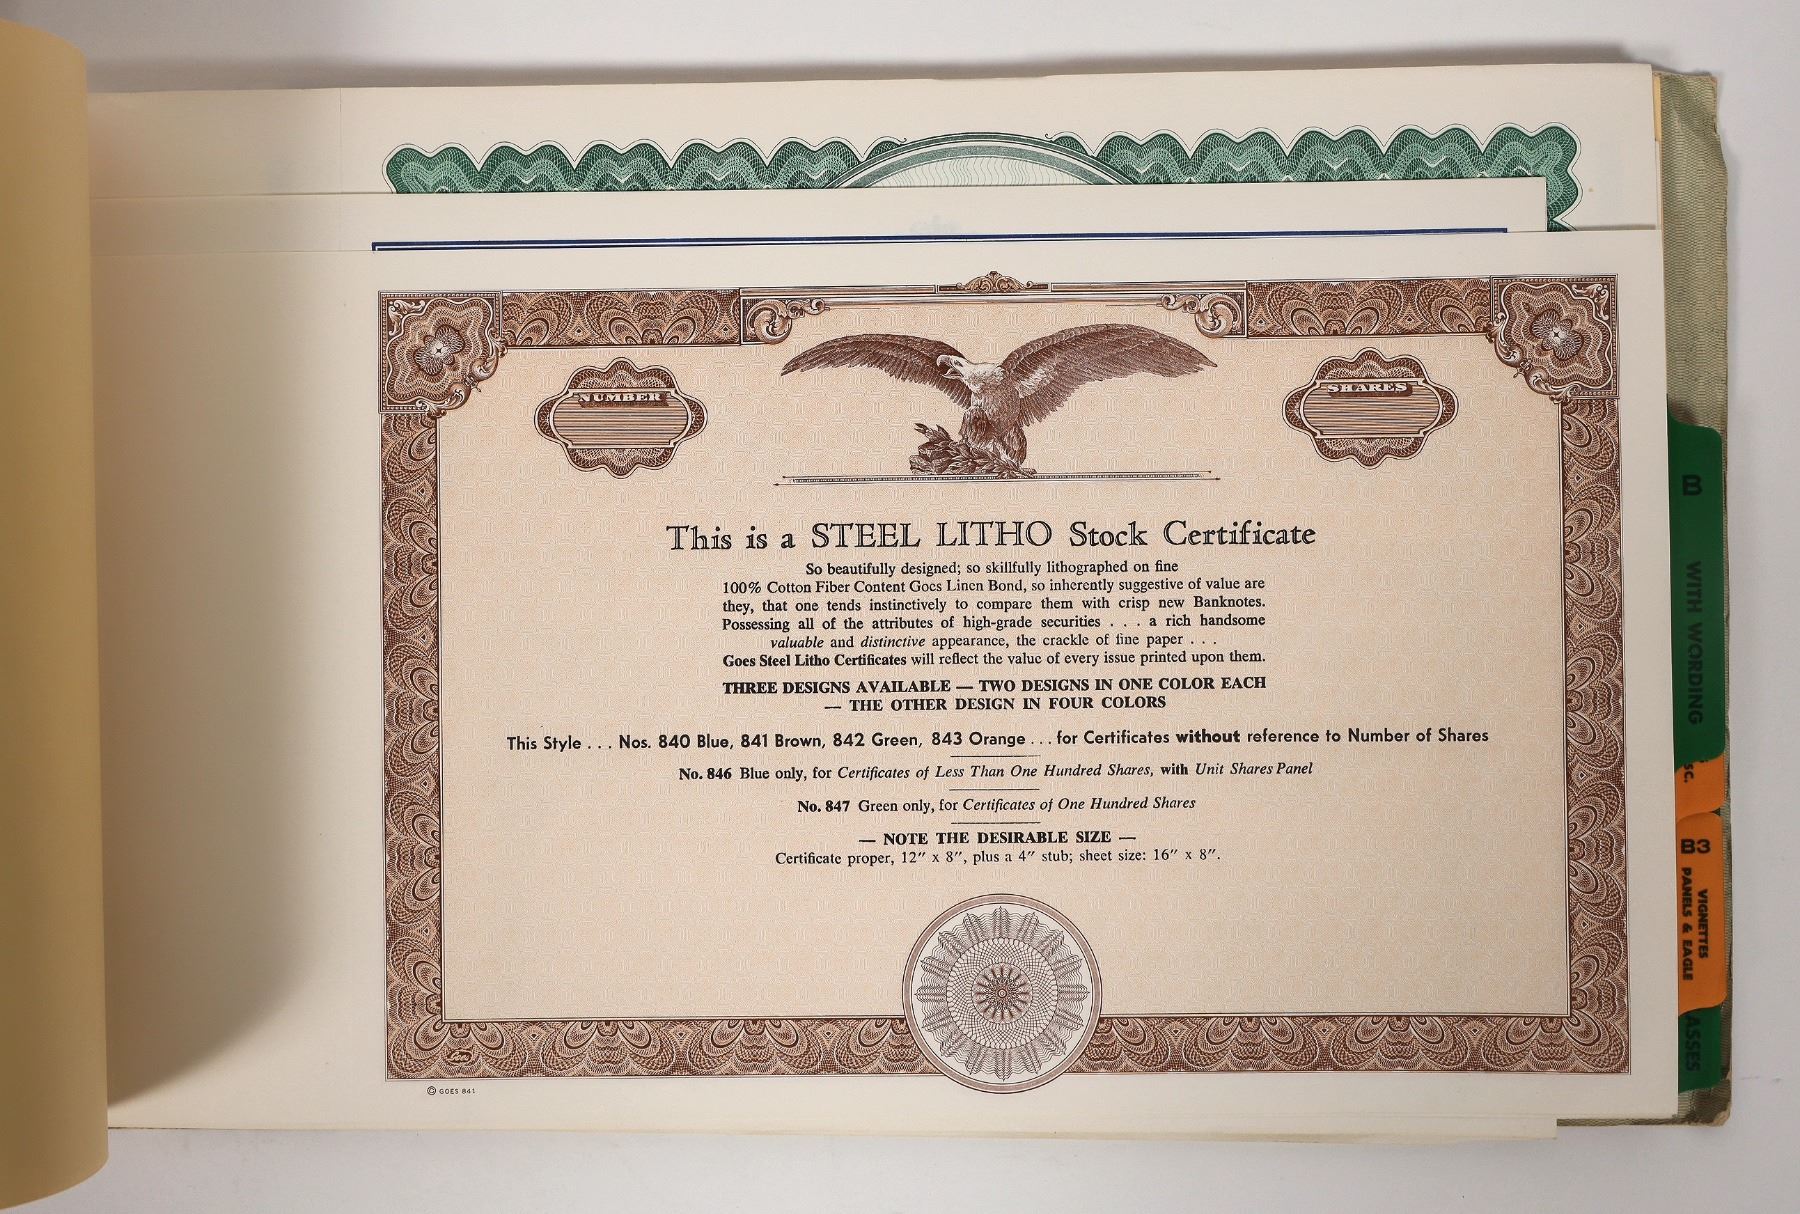 NUMBER
SHARES
This is a STEEL LITHO Stock Certificate
So beautifully designed; so skillfully lithographed on fine
100% Cotton Fiber Content Goes Linen Bond, so inherently suggestive of value are
they, that one tends instinctively to compare them with crisp new Banknotes.
Possessing all of the attributes of high-grade securities . . . a rich handsome
valuable and distinctive appearance, the crackle of fine paper . . .
Goes Steel Litho Certificates will reflect the value of every issue printed upon them.
THREE DESIGNS AVAILABLE — TWO DESIGNS IN ONE COLOR EACH
— THE OTHER DESIGN IN FOUR COLORS
This Style . . . Nos. 840 Blue, 841 Brown, 842 Green, 843 Orange . . . for Certificates without reference to Number of Shares
No. 846 Blue only, for Certificates of Less Than One Hundred Shares, with Unit Shares Panel
No. 847 Green only, for Certificates of One Hundred Shares
— NOTE THE DESIRABLE SIZE —
Certificate proper, 12″ x 8″, plus a 4″ stub; sheet size: 16″ x 8″.
© GOES 841
B
WITH WORDING
SC.
B3
VIGNETTES
PANELS & EAGLE
ASSES